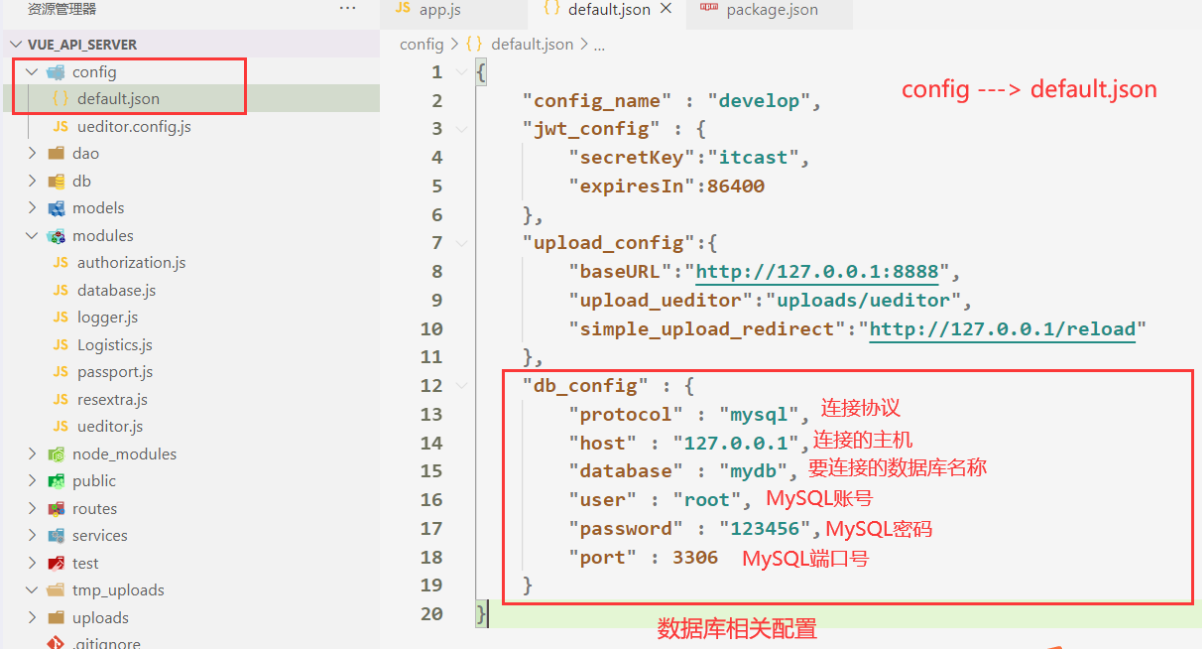 资源管理器 ···
JS app.js
{} default.json ×
package.json
VUE_API_SERVER
config
{} default.json
JS ueditor.config.js
dao
db
models
modules
JS authorization.js
JS database.js
JS logger.js
JS Logistics.js
JS passport.js
JS resextra.js
JS ueditor.js
node_modules
public
routes
services
test
tmp_uploads
uploads
.gitignore
config > {} default.json > ...
config ---> default.json
1 {
2 "config_name" : "develop",
3 "jwt_config" : {
4 "secretKey":"itcast",
5 "expiresIn":86400
6 },
7 "upload_config":{
8 "baseURL":"http://127.0.0.1:8888",
9 "upload_ueditor":"uploads/ueditor",
10 "simple_upload_redirect":"http://127.0.0.1/reload"
11 },
12 "db_config" : {
13 "protocol" : "mysql", 连接协议
14 "host" : "127.0.0.1", 连接的主机
15 "database" : "mydb", 要连接的数据库名称
16 "user" : "root", MySQL账号
17 "password" : "123456", MySQL密码
18 "port" : 3306 MySQL端口号
19 }
20 }
数据库相关配置